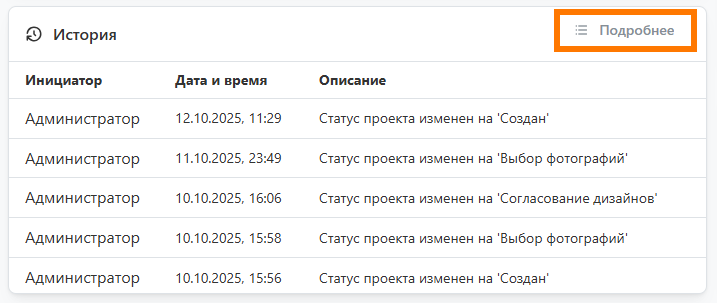 История
Подробнее
Инициатор Дата и время Описание
Администратор 12.10.2025, 11:29 Статус проекта изменен на 'Создан'
Администратор 11.10.2025, 23:49 Статус проекта изменен на 'Выбор фотографий'
Администратор 10.10.2025, 16:06 Статус проекта изменен на 'Согласование дизайнов'
Администратор 10.10.2025, 15:58 Статус проекта изменен на 'Выбор фотографий'
Администратор 10.10.2025, 15:56 Статус проекта изменен на 'Создан'